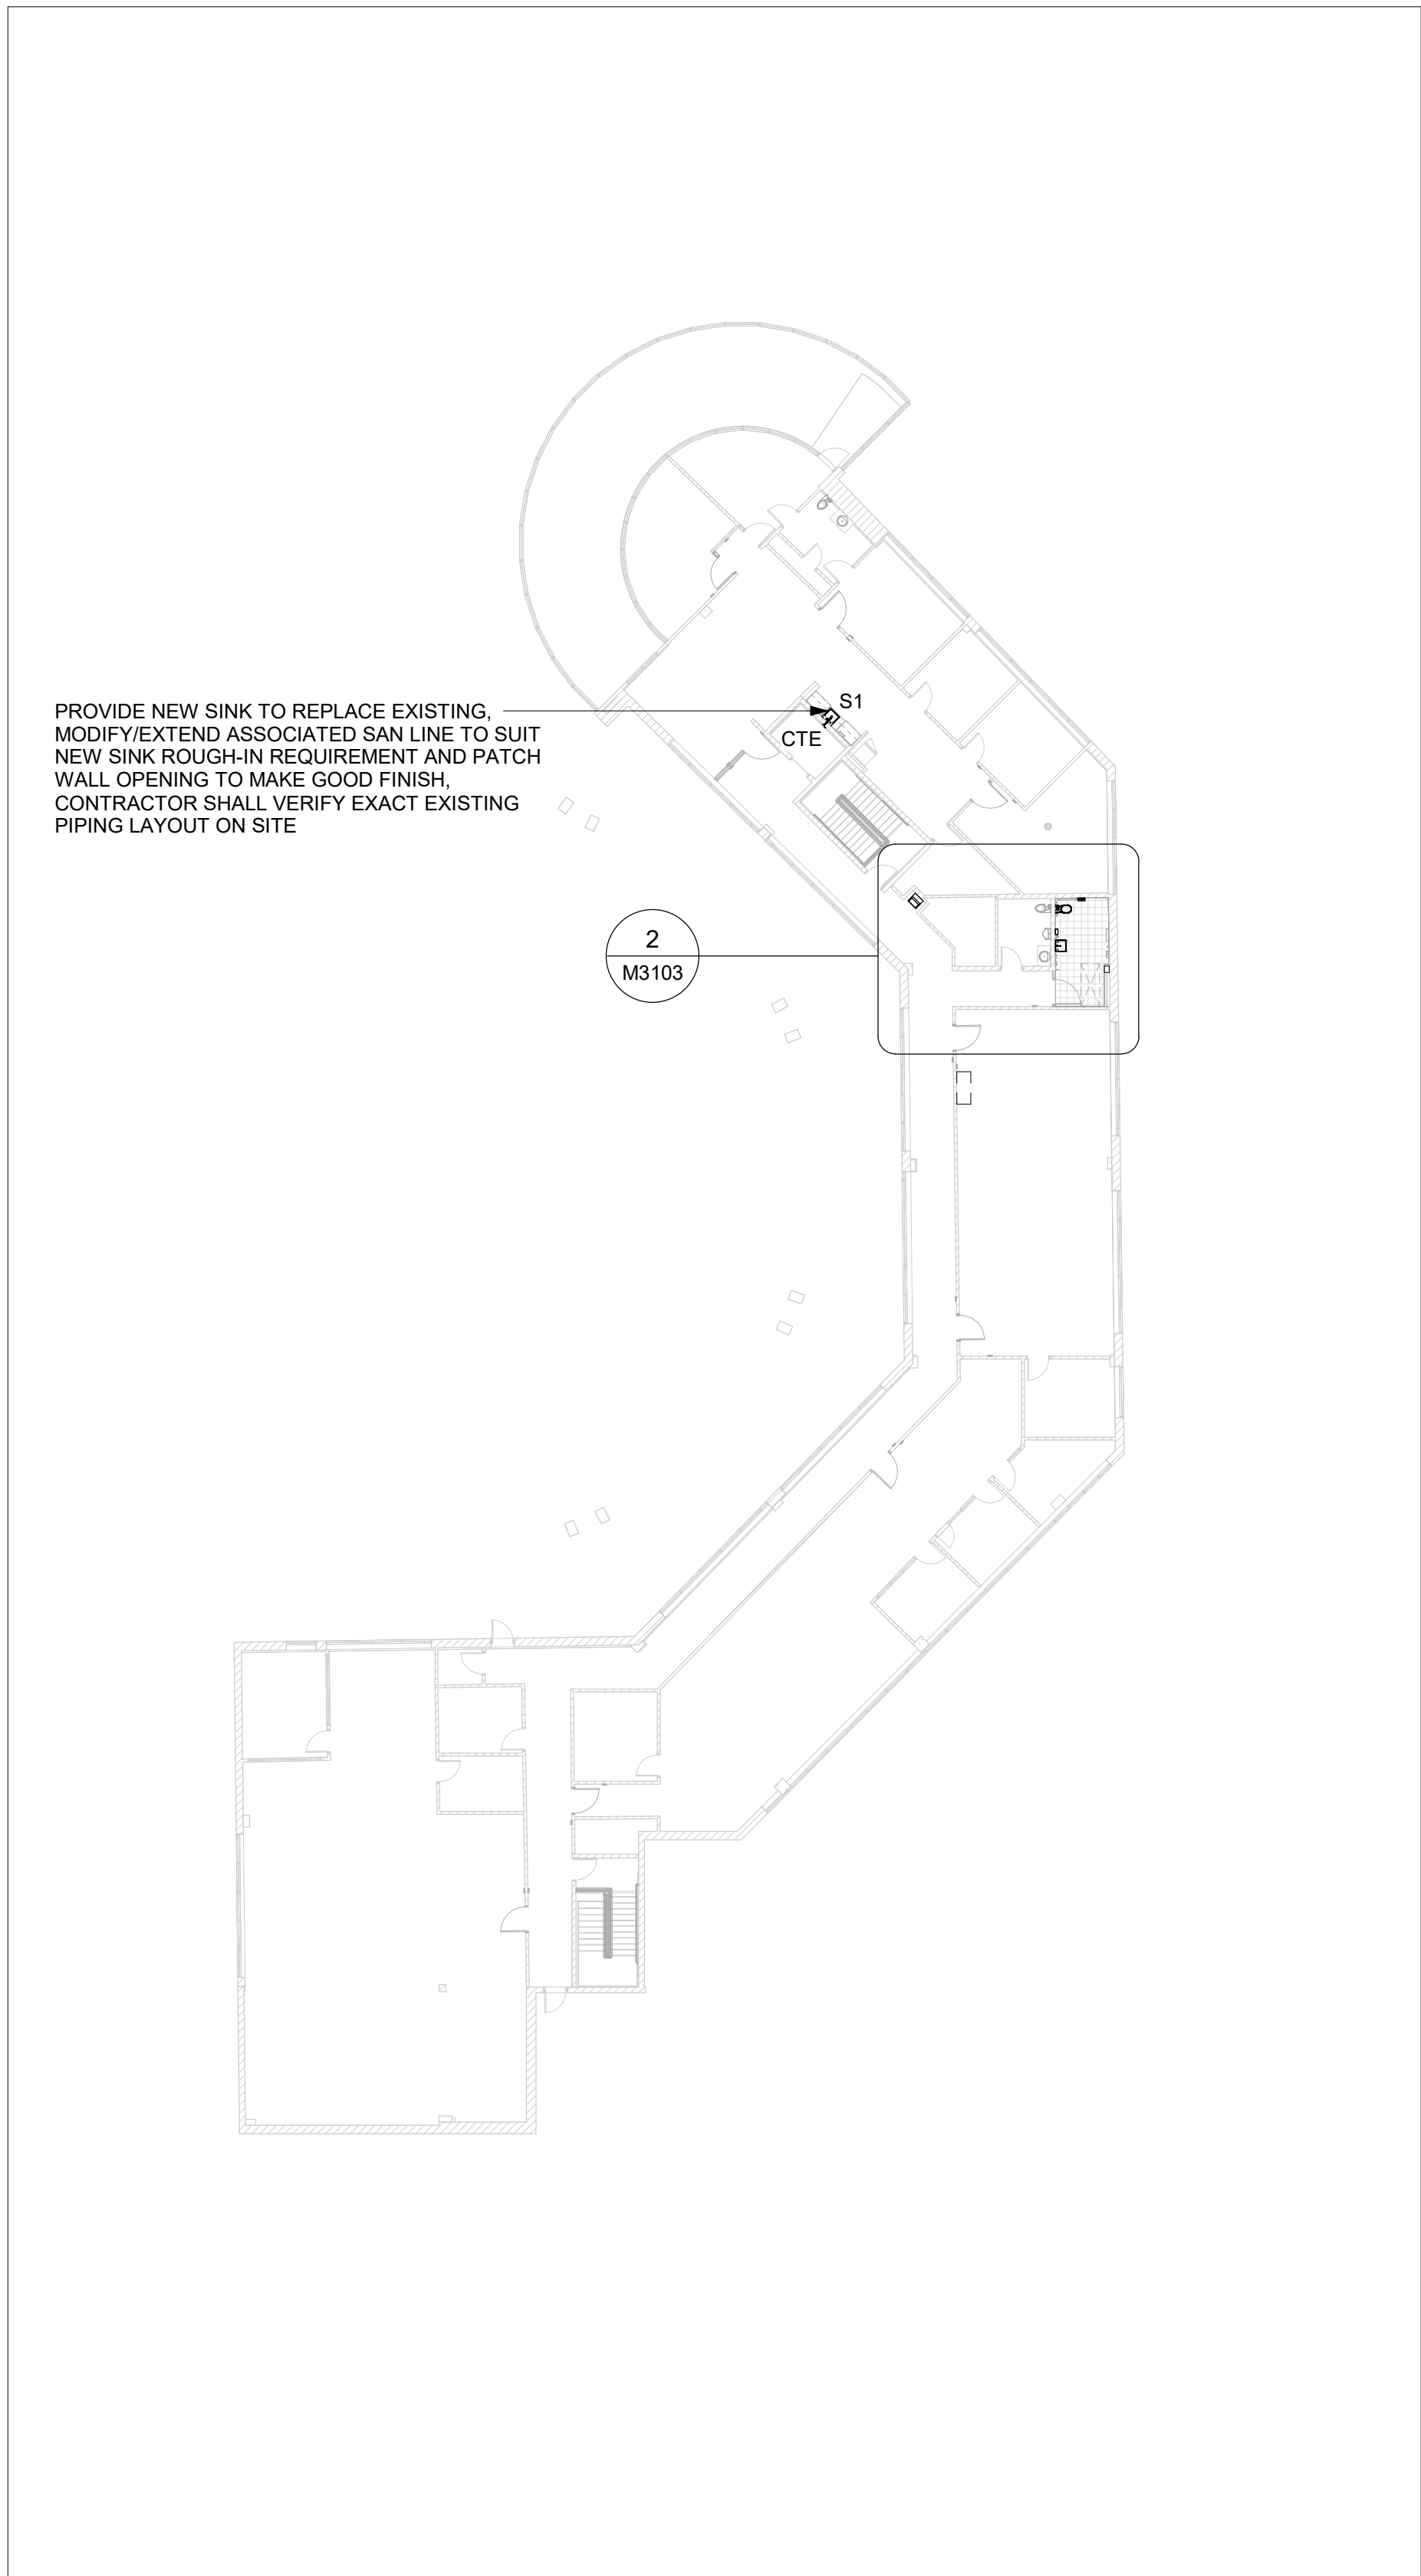 PROVIDE NEW SINK TO REPLACE EXISTING,
MODIFY/EXTEND ASSOCIATED SAN LINE TO SUIT
NEW SINK ROUGH-IN REQUIREMENT AND PATCH
WALL OPENING TO MAKE GOOD FINISH,
CONTRACTOR SHALL VERIFY EXACT EXISTING
PIPING LAYOUT ON SITE
S1
CTE
2
M3103